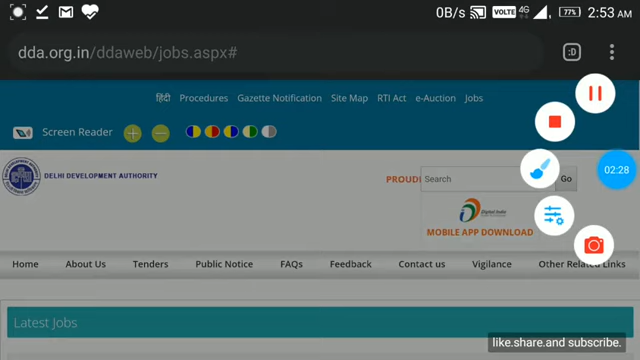 0B/s VOLTE 4G 77% 2:53 AM
dda.org.in/ddaweb/jobs.aspx# :D
हिंदी Procedures Gazette Notification Site Map RTI Act e-Auction Jobs
Screen Reader
DELHI DEVELOPMENT AUTHORITY
PROUD
Search Go
Digital India
MOBILE APP DOWNLOAD
02:28
Home About Us Tenders Public Notice FAQs Feedback Contact us Vigilance Other Related Links
Latest Jobs
like.share.and subscribe.